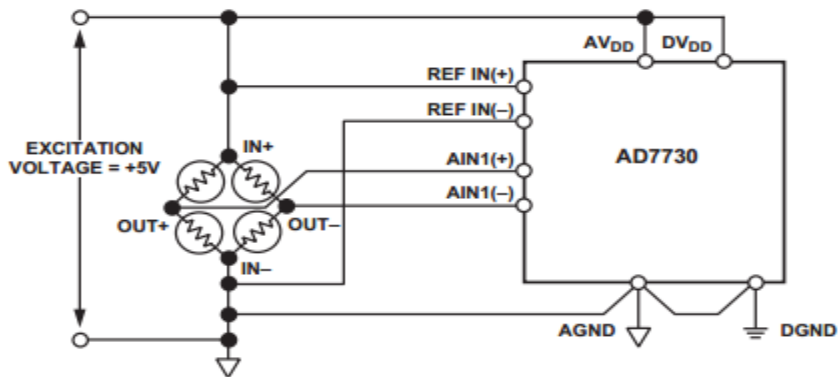 AVDD
DVDD
REF IN(+)
REF IN(–)
EXCITATION
VOLTAGE = +5V
IN+
AIN1(+)
AD7730
AIN1(–)
OUT+
OUT–
IN–
AGND
DGND